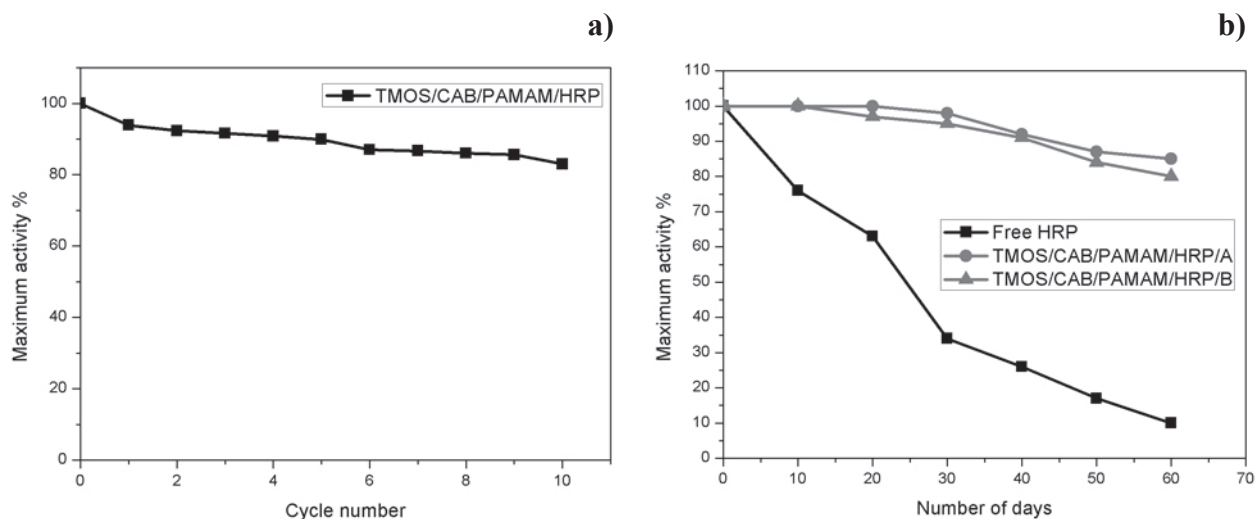 a)
Maximum activity %
100
80
60
40
20
0
TMOS/CAB/PAMAM/HRP
0 2 4 6 8 10
Cycle number
b)
Maximum activity %
110
100
90
80
70
60
50
40
30
20
10
0
Free HRP
TMOS/CAB/PAMAM/HRP/A
TMOS/CAB/PAMAM/HRP/B
0 10 20 30 40 50 60 70
Number of days